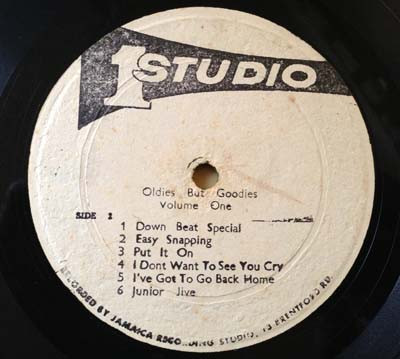 1 STUDIO
Oldies But Goodies
Volume One
SIDE 2
1 Down Beat Special
2 Easy Snapping
3 Put It On
4 I Dont Want To See You Cry
5 I've Got To Go Back Home
6 Junior Jive
RECORDED BY JAMAICA RECORDING STUDIO, 13 BRENTFORD RD.